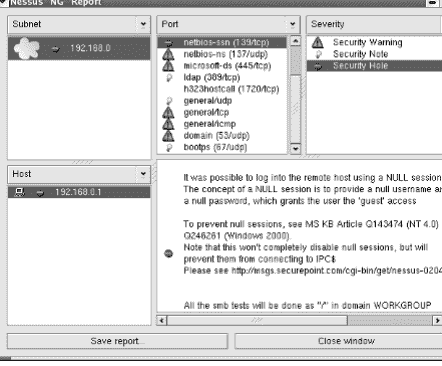 Nessus "NG" Report
Subnet
192.168.0
Port
netbios-ssn (139/tcp)
netbios-ns (137/udp)
microsoft-ds (445/tcp)
ldap (389/tcp)
h323hostcall (1720/tcp)
general/udp
general/tcp
general/icmp
domain (53/udp)
bootps (67/udp)
Severity
Security Warning
Security Note
Security Hole
Host
192.168.0.1
It was possible to log into the remote host using a NULL session
The concept of a NULL session is to provide a null username an
a null password, which grants the user the 'guest' access
To prevent null sessions, see MS KB Article Q143474 (NT 4.0)
Q246261 (Windows 2000).
Note that this won't completely disable null sessions, but will
prevent them from connecting to IPC$
Please see http://msgs.securepoint.com/cgi-bin/get/nessus-0204
All the smb tests will be done as ''/'' in domain WORKGROUP
Save report...
Close window